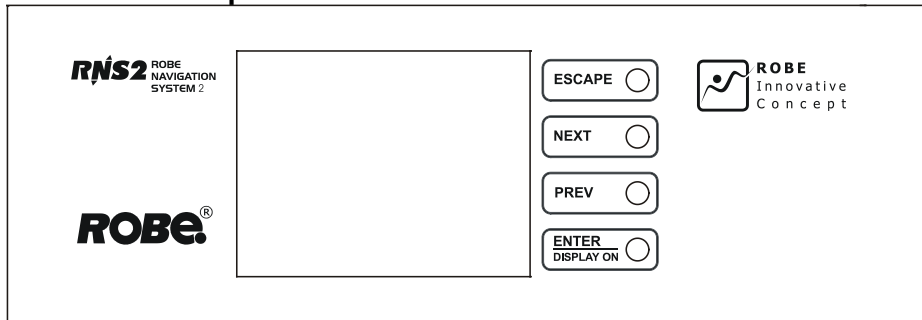 RNS2 ROBE
NAVIGATION
SYSTEM 2
ROBE®
ESCAPE
NEXT
PREV
ENTER
DISPLAY ON
ROBE
Innovative
Concept